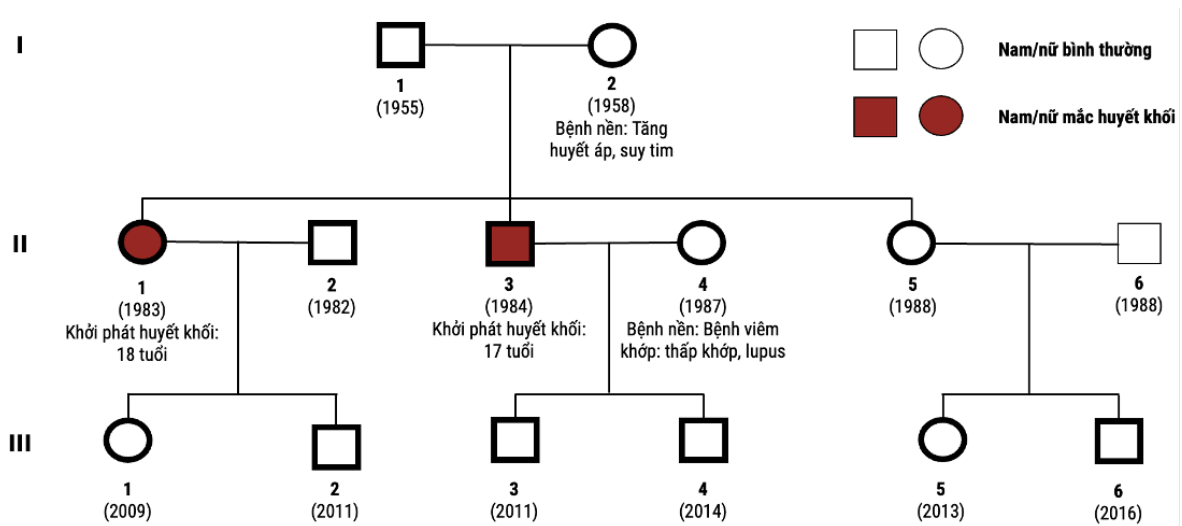 I
1
(1955)
2
(1958)
Bệnh nền: Tăng
huyết áp, suy tim
Nam/nữ bình thường
Nam/nữ mắc huyết khối
II
1
(1983)
Khởi phát huyết khối:
18 tuổi
2
(1982)
3
(1984)
Khởi phát huyết khối:
17 tuổi
4
(1987)
Bệnh nền: Bệnh viêm
khớp: thấp khớp, lupus
5
(1988)
6
(1988)
III
1
(2009)
2
(2011)
3
(2011)
4
(2014)
5
(2013)
6
(2016)